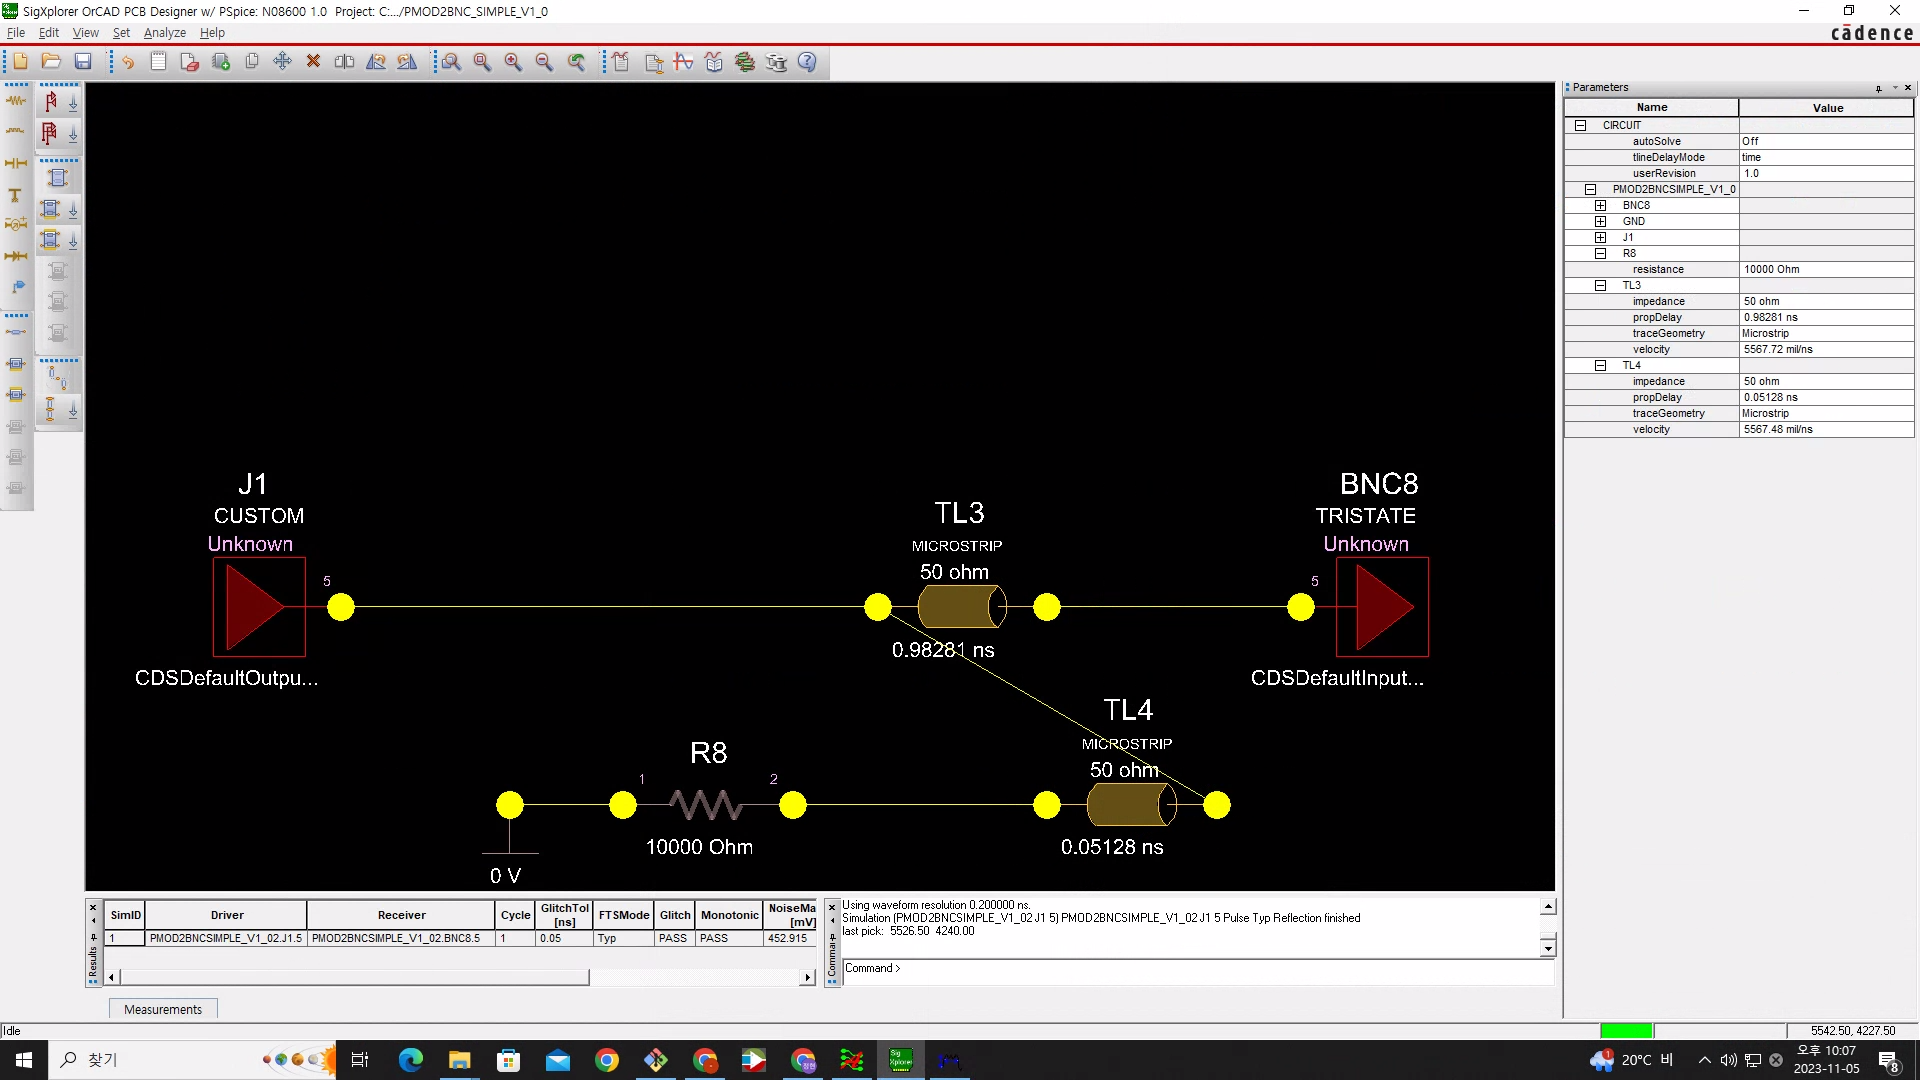 SigXplorer OrCAD PCB Designer w/ PSpice: N08600 1.0  Project: C:.../PMOD2BNC_SIMPLE_V1_0
File Edit View Set Analyze Help
cādence
Parameters
Name Value
CIRCUIT
autoSolve Off
tlineDelayMode time
userRevision 1.0
PMOD2BNCSIMPLE_V1_0
BNC8
GND
J1
R8
resistance 10000 Ohm
TL3
impedance 50 ohm
propDelay 0.98281 ns
traceGeometry Microstrip
velocity 5567.72 mil/ns
TL4
impedance 50 ohm
propDelay 0.05128 ns
traceGeometry Microstrip
velocity 5567.48 mil/ns
J1
CUSTOM
Unknown
5
CDSDefaultOutpu...
TL3
MICROSTRIP
50 ohm
0.98281 ns
BNC8
TRISTATE
Unknown
5
CDSDefaultInput...
TL4
MICROSTRIP
50 ohm
0.05128 ns
R8
1 2
10000 Ohm
0 V
SimID Driver Receiver Cycle GlitchTol [ns] FTSMode Glitch Monotonic NoiseMa [mV]
1 PMOD2BNCSIMPLE_V1_02.J1.5 PMOD2BNCSIMPLE_V1_02.BNC8.5 1 0.05 Typ PASS PASS 452.915
Results
Measurements
Using waveform resolution 0.200000 ns.
Simulation (PMOD2BNCSIMPLE_V1_02 J1 5) PMOD2BNCSIMPLE_V1_02 J1 5 Pulse Typ Reflection finished
last pick:  5526.50  4240.00
Command >
Comman
Idle
5542.50, 4227.50
찾기
Sig
Xplorer
1
20°C 비
오후 10:07
2023-11-05
8